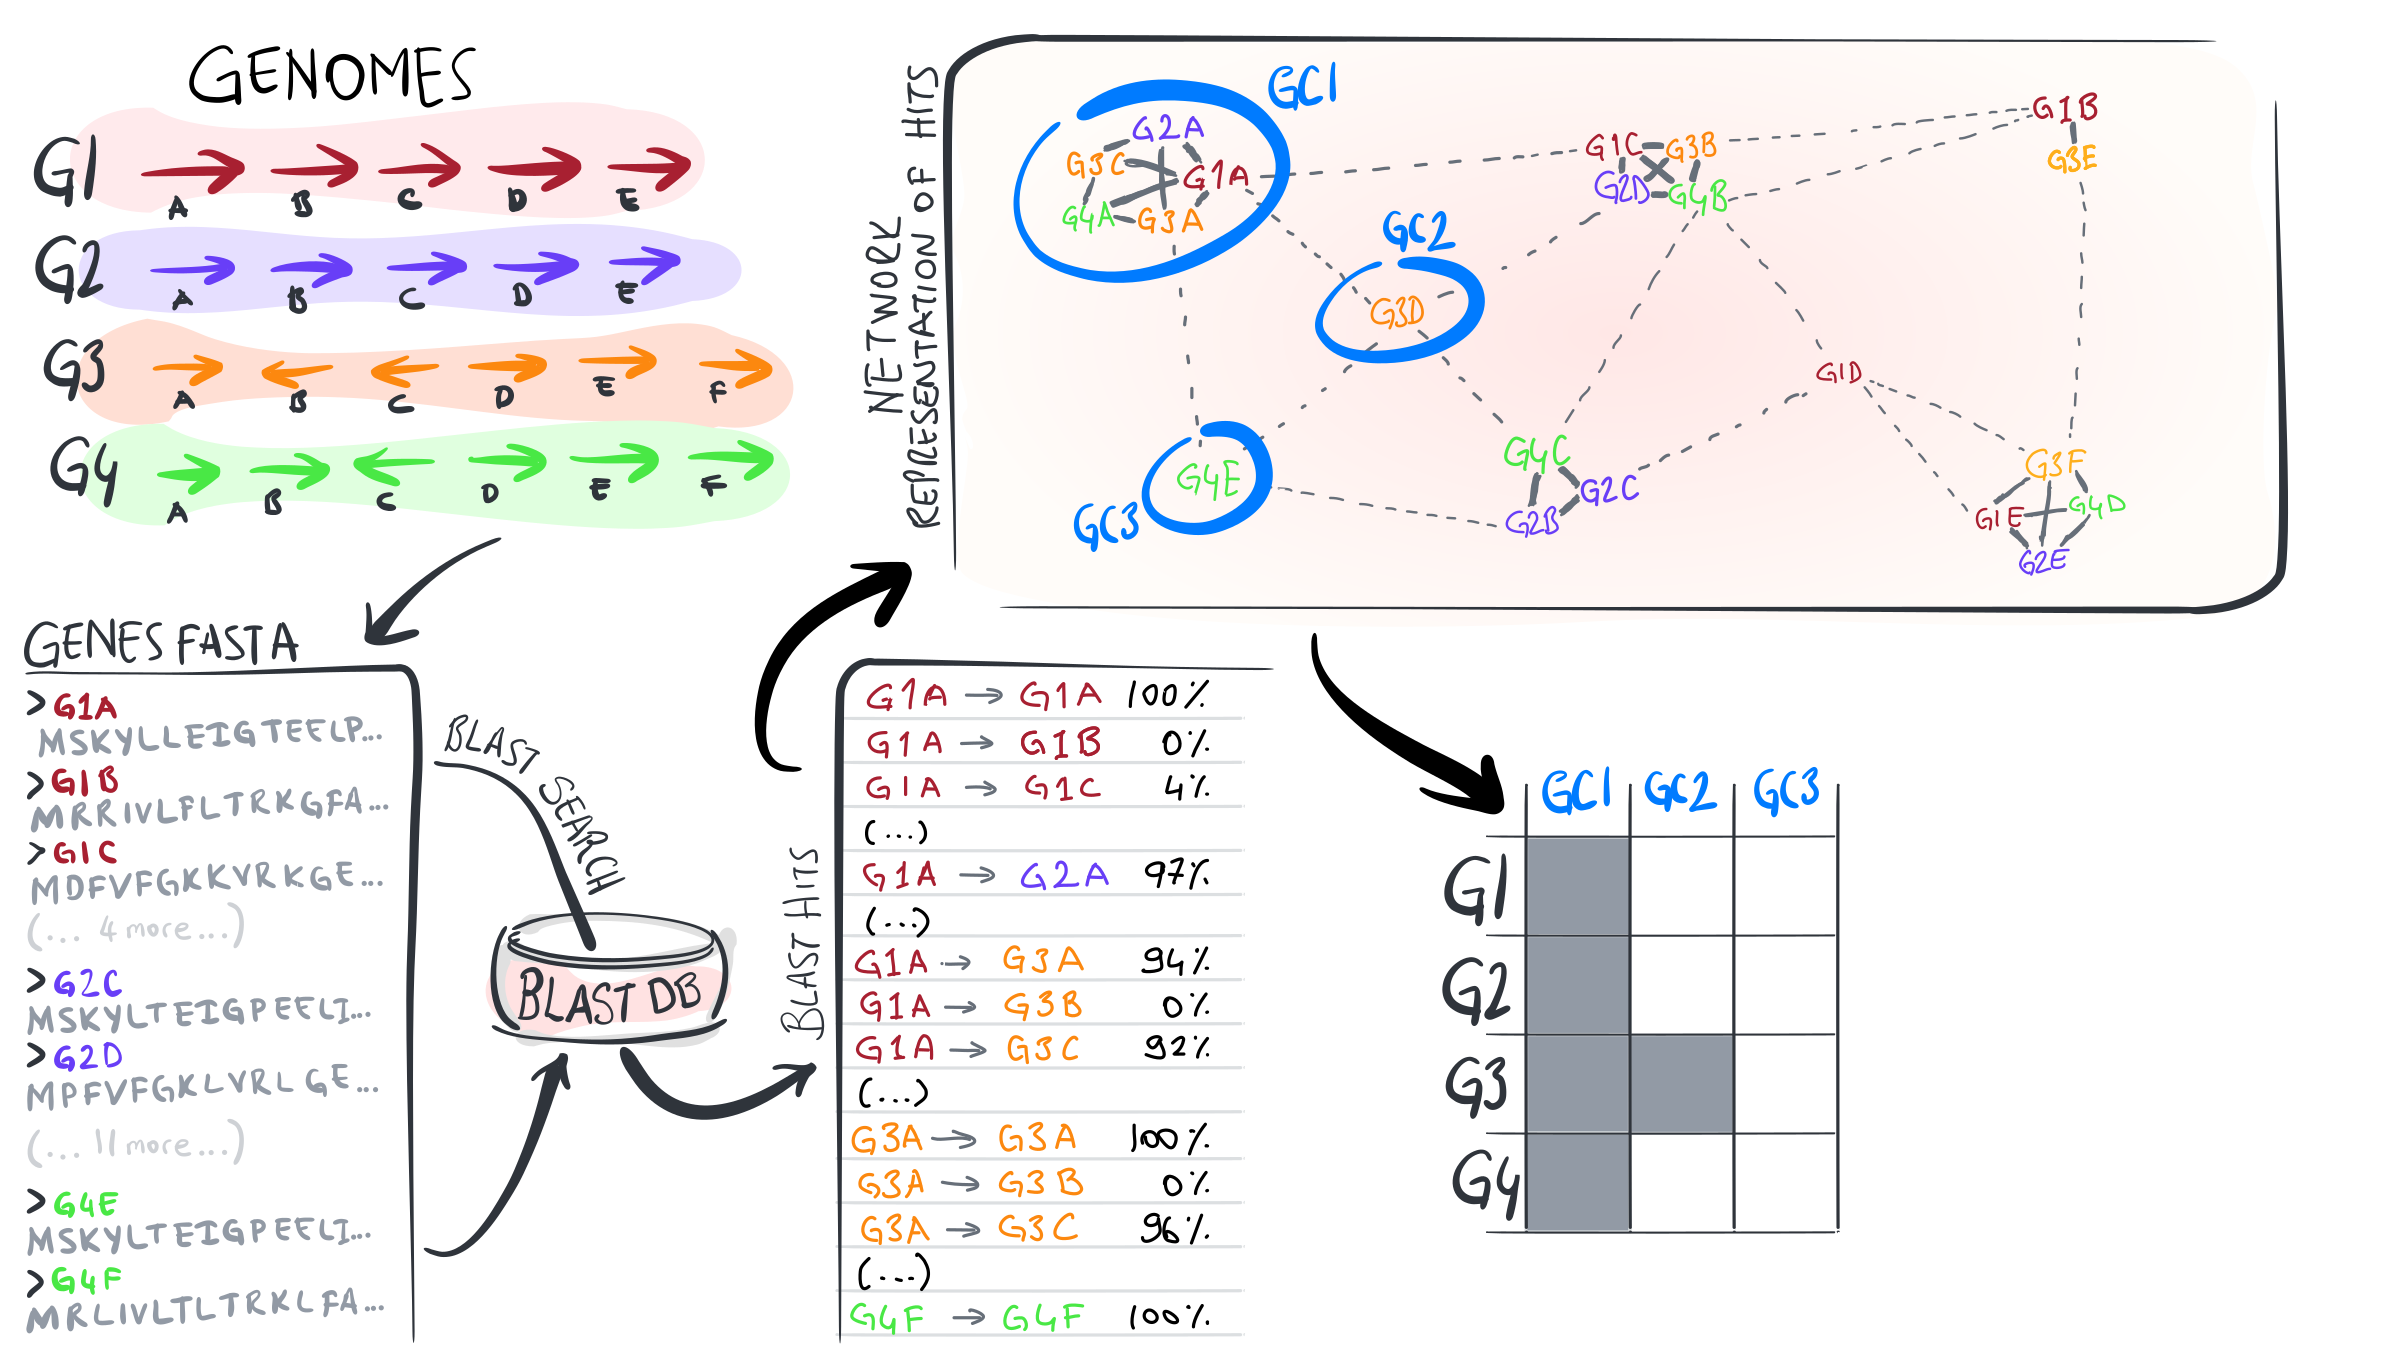 GENOMES
G1
A B C D E
G2
A B C D E
G3
A B C D E F
G4
A B C D E F
GENES FASTA
>G1A
MSKYLLEIGTEELP...
>G1B
MRRIVLFLTRKGFA...
>G1C
MDFVFGKKVRKGE...
(... 4 more...)
>G2C
MSKYLTEIGPEELI...
>G2D
MPFVFGKLVRLGE...
(... 11 more...)
>G4E
MSKYLTEIGPEELI...
>G4F
MRLIVLTLTRKLFA...
BLAST SEARCH
BLAST DB
BLAST HITS
G1A → G1A 100%
G1A → G1B 0%
G1A → G1C 4%
(...)
G1A → G2A 97%
(...)
G1A → G3A 94%
G1A → G3B 0%
G1A → G3C 92%
(...)
G3A → G3A 100%
G3A → G3B 0%
G3A → G3C 96%
(...)
G4F → G4F 100%
NETWORK
REPRESENTATION OF HITS
GC1
G2A
G3C
G1A
G4A
G3A
GC2
G3D
GC3
G4E
G1C
G3B
G2D
G4B
G1B
G3E
G4C
G2C
G2B
G1D
G3F
G1E
G4D
G2E
GC1 GC2 GC3
G1
G2
G3
G4